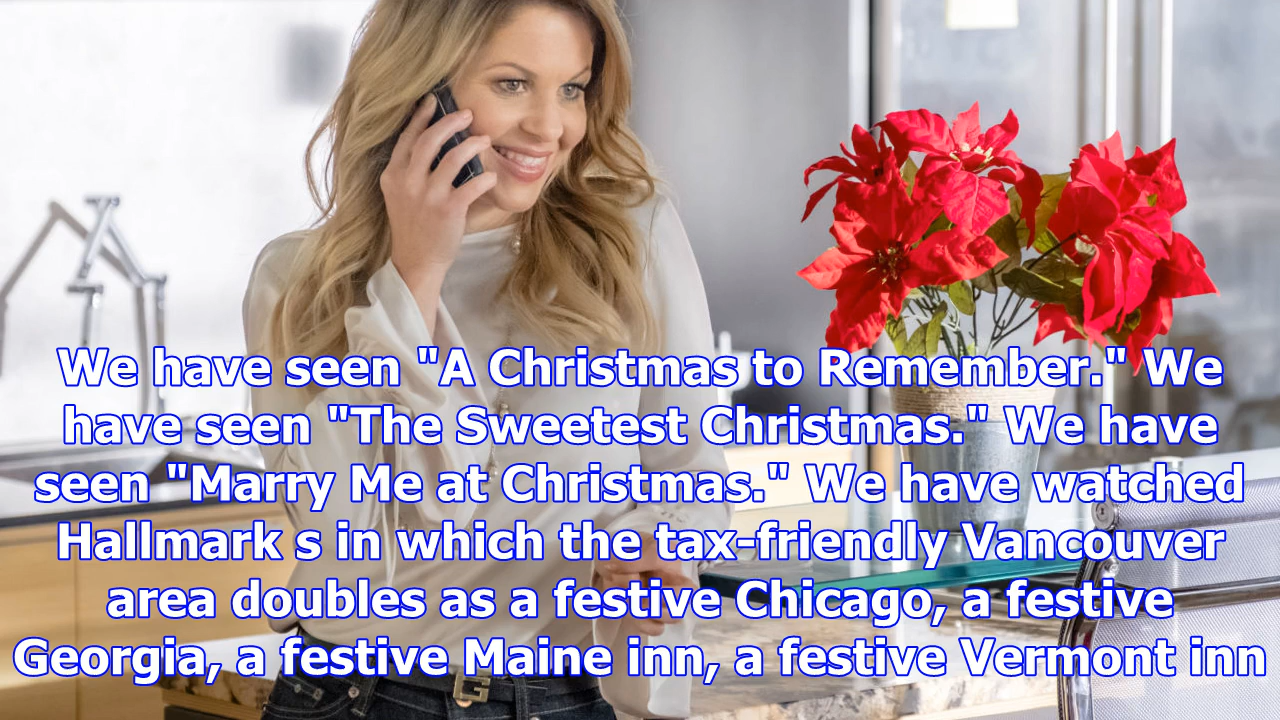 We have seen "A Christmas to Remember." We
have seen "The Sweetest Christmas." We have
seen "Marry Me at Christmas." We have watched
Hallmark s in which the tax-friendly Vancouver
area doubles as a festive Chicago, a festive
Georgia, a festive Maine inn, a festive Vermont inn